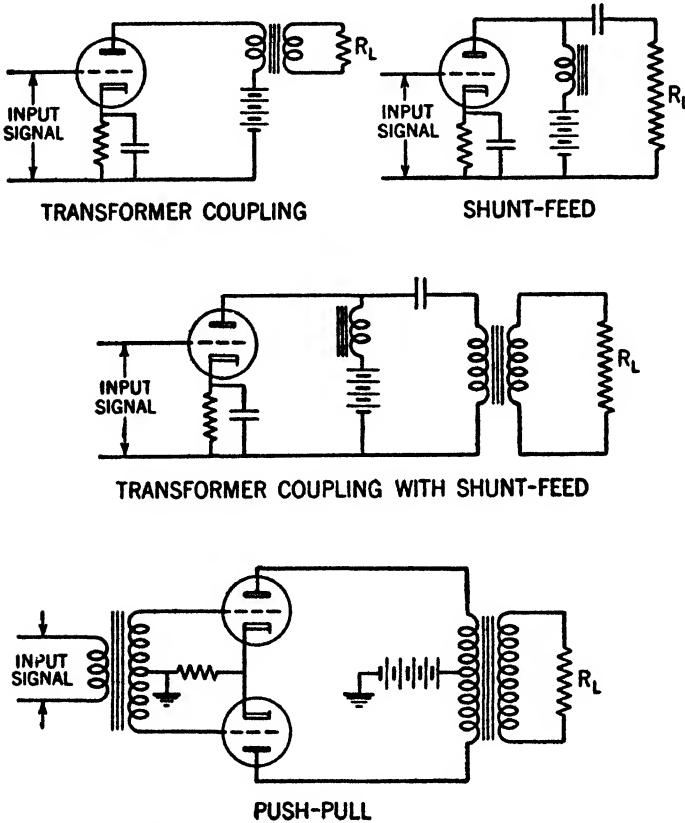 INPUT
SIGNAL
R_L
TRANSFORMER COUPLING
INPUT
SIGNAL
R_L
SHUNT-FEED
INPUT
SIGNAL
R_L
TRANSFORMER COUPLING WITH SHUNT-FEED
INPUT
SIGNAL
R_L
PUSH-PULL